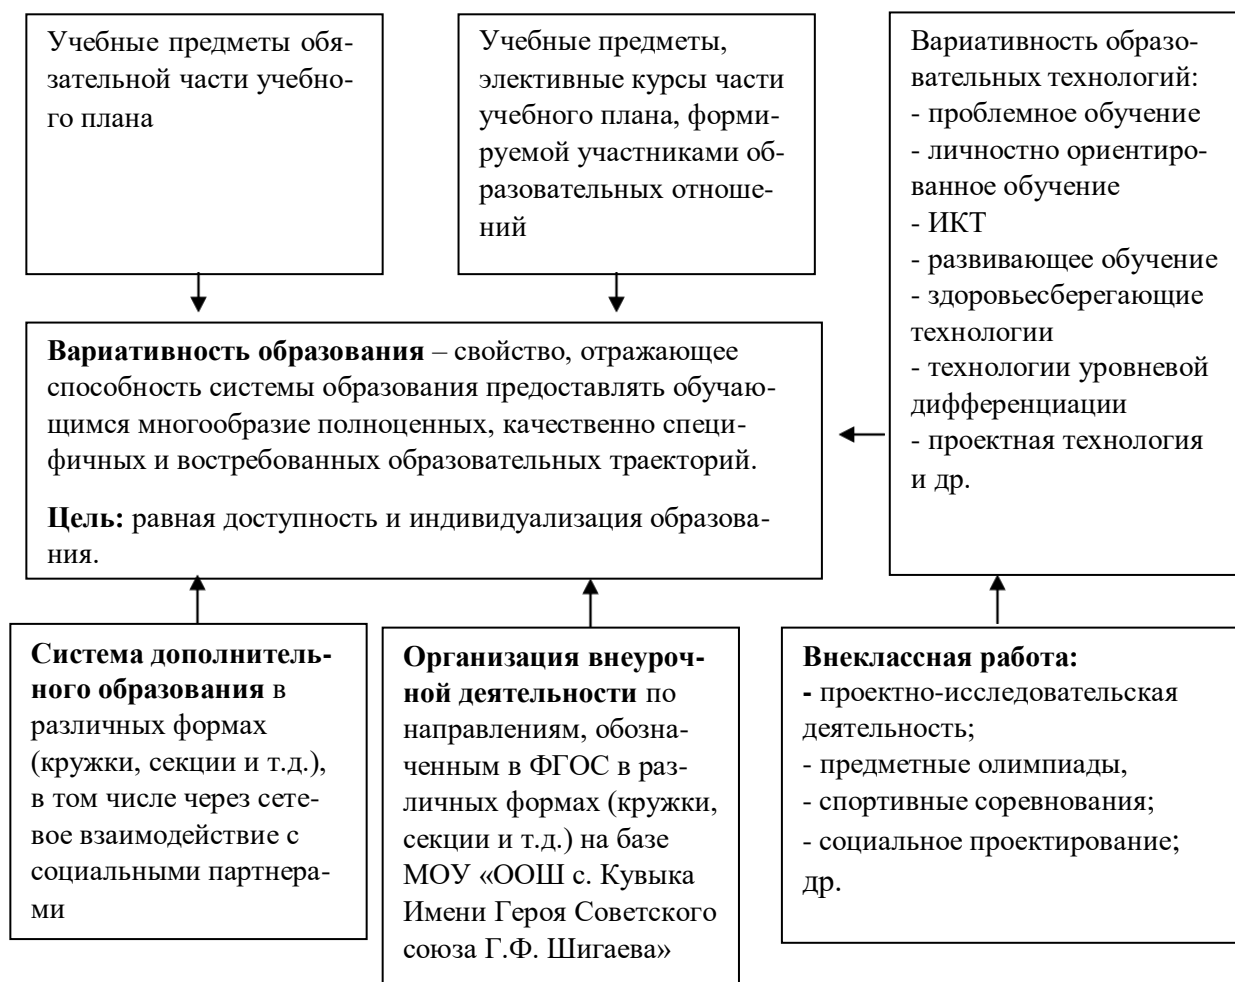 Учебные предметы обя-
зательной части учебно-
го плана
Учебные предметы,
элективные курсы части
учебного плана, форми-
руемой участниками об-
разовательных отноше-
ний
Вариативность образо-
вательных технологий:
- проблемное обучение
- личностно ориентиро-
ванное обучение
- ИКТ
- развивающее обучение
- здоровьесберегающие
технологии
- технологии уровневой
дифференциации
- проектная технология
и др.
Вариативность образования – свойство, отражающее
способность системы образования предоставлять обучаю-
щимся многообразие полноценных, качественно специ-
фичных и востребованных образовательных траекторий.
Цель: равная доступность и индивидуализация образова-
ния.
Система дополнитель-
ного образования в
различных формах
(кружки, секции и т.д.),
в том числе через сете-
вое взаимодействие с
социальными партнера-
ми
Организация внеуроч-
ной деятельности по
направлениям, обозна-
ченным в ФГОС в раз-
личных формах (кружки,
секции и т.д.) на базе
МОУ «ООШ с. Кувыка
Имени Героя Советского
союза Г.Ф. Шигаева»
Внеклассная работа:
- проектно-исследовательская
деятельность;
- предметные олимпиады,
- спортивные соревнования;
- социальное проектирование;
др.